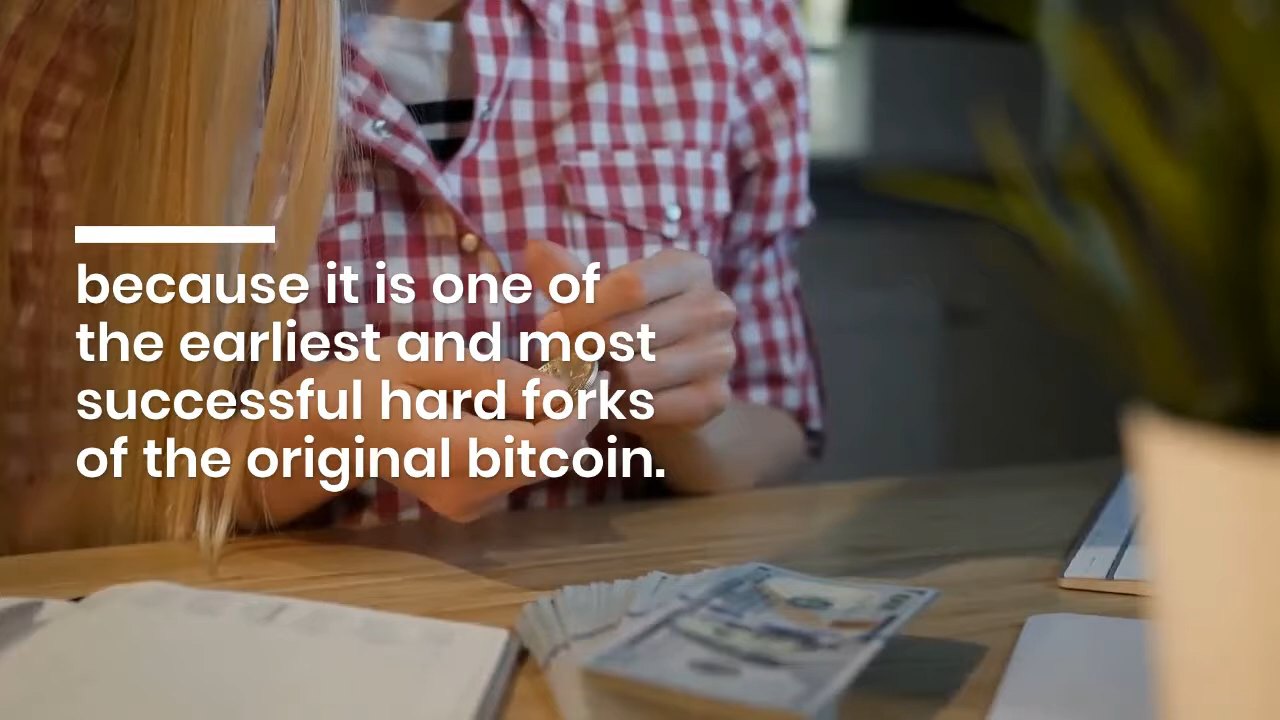 because it is one of
the earliest and most
successful hard forks
of the original bitcoin.